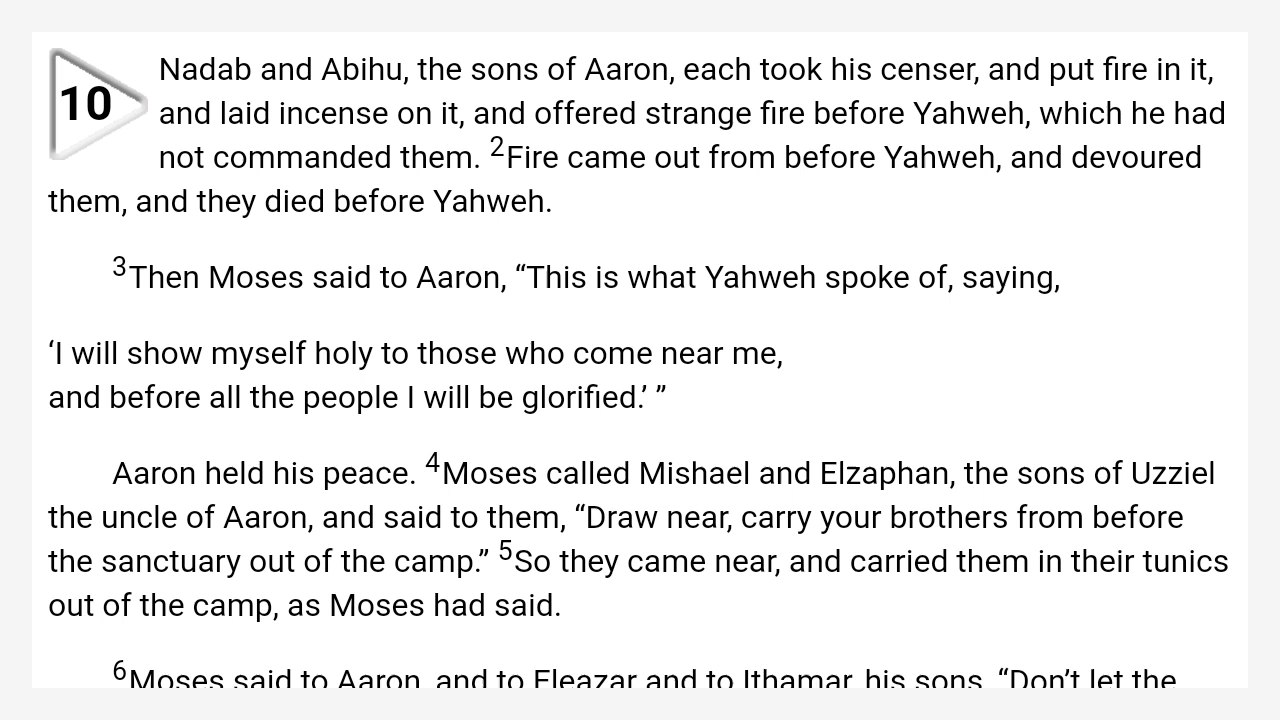 10
Nadab and Abihu, the sons of Aaron, each took his censer, and put fire in it,
and laid incense on it, and offered strange fire before Yahweh, which he had
not commanded them. 2Fire came out from before Yahweh, and devoured
them, and they died before Yahweh.
3Then Moses said to Aaron, “This is what Yahweh spoke of, saying,
‘I will show myself holy to those who come near me,
and before all the people I will be glorified.’ ”
Aaron held his peace. 4Moses called Mishael and Elzaphan, the sons of Uzziel
the uncle of Aaron, and said to them, “Draw near, carry your brothers from before
the sanctuary out of the camp.” 5So they came near, and carried them in their tunics
out of the camp, as Moses had said.
6Moses said to Aaron, and to Eleazar and to Ithamar, his sons, “Don’t let the